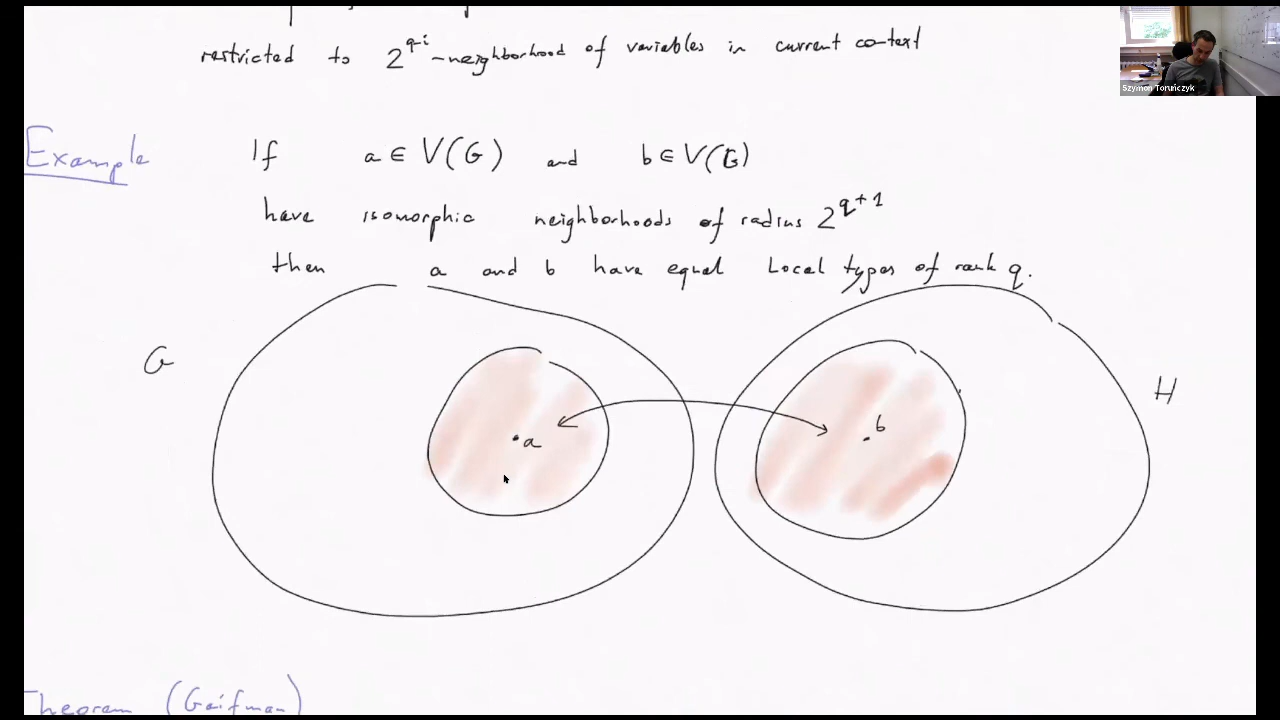 restricted to 2^{q-i}-neighborhood of variables in current context
Szymon Toruńczyk
Example If a ∈ V(G) and b ∈ V(G)
have isomorphic neighborhoods of radius 2^{q+1}
then a and b have equal Local types of rank q.
G
H
a
b
Theorem (Gaifman)